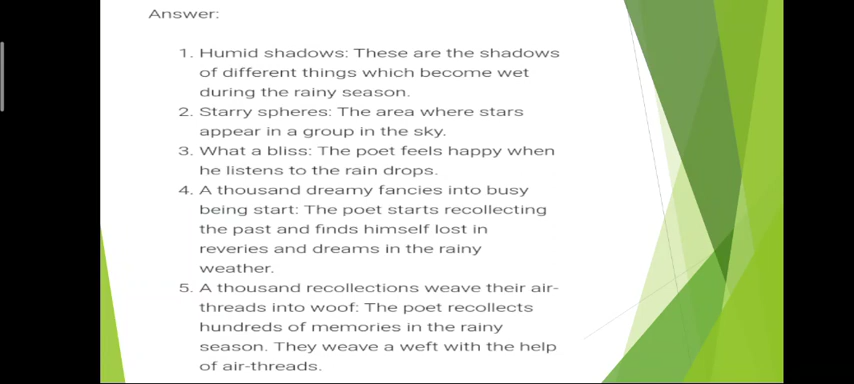 Answer:
1. Humid shadows: These are the shadows
of different things which become wet
during the rainy season.
2. Starry spheres: The area where stars
appear in a group in the sky.
3. What a bliss: The poet feels happy when
he listens to the rain drops.
4. A thousand dreamy fancies into busy
being start: The poet starts recollecting
the past and finds himself lost in
reveries and dreams in the rainy
weather.
5. A thousand recollections weave their air-
threads into woof: The poet recollects
hundreds of memories in the rainy
season. They weave a weft with the help
of air-threads.